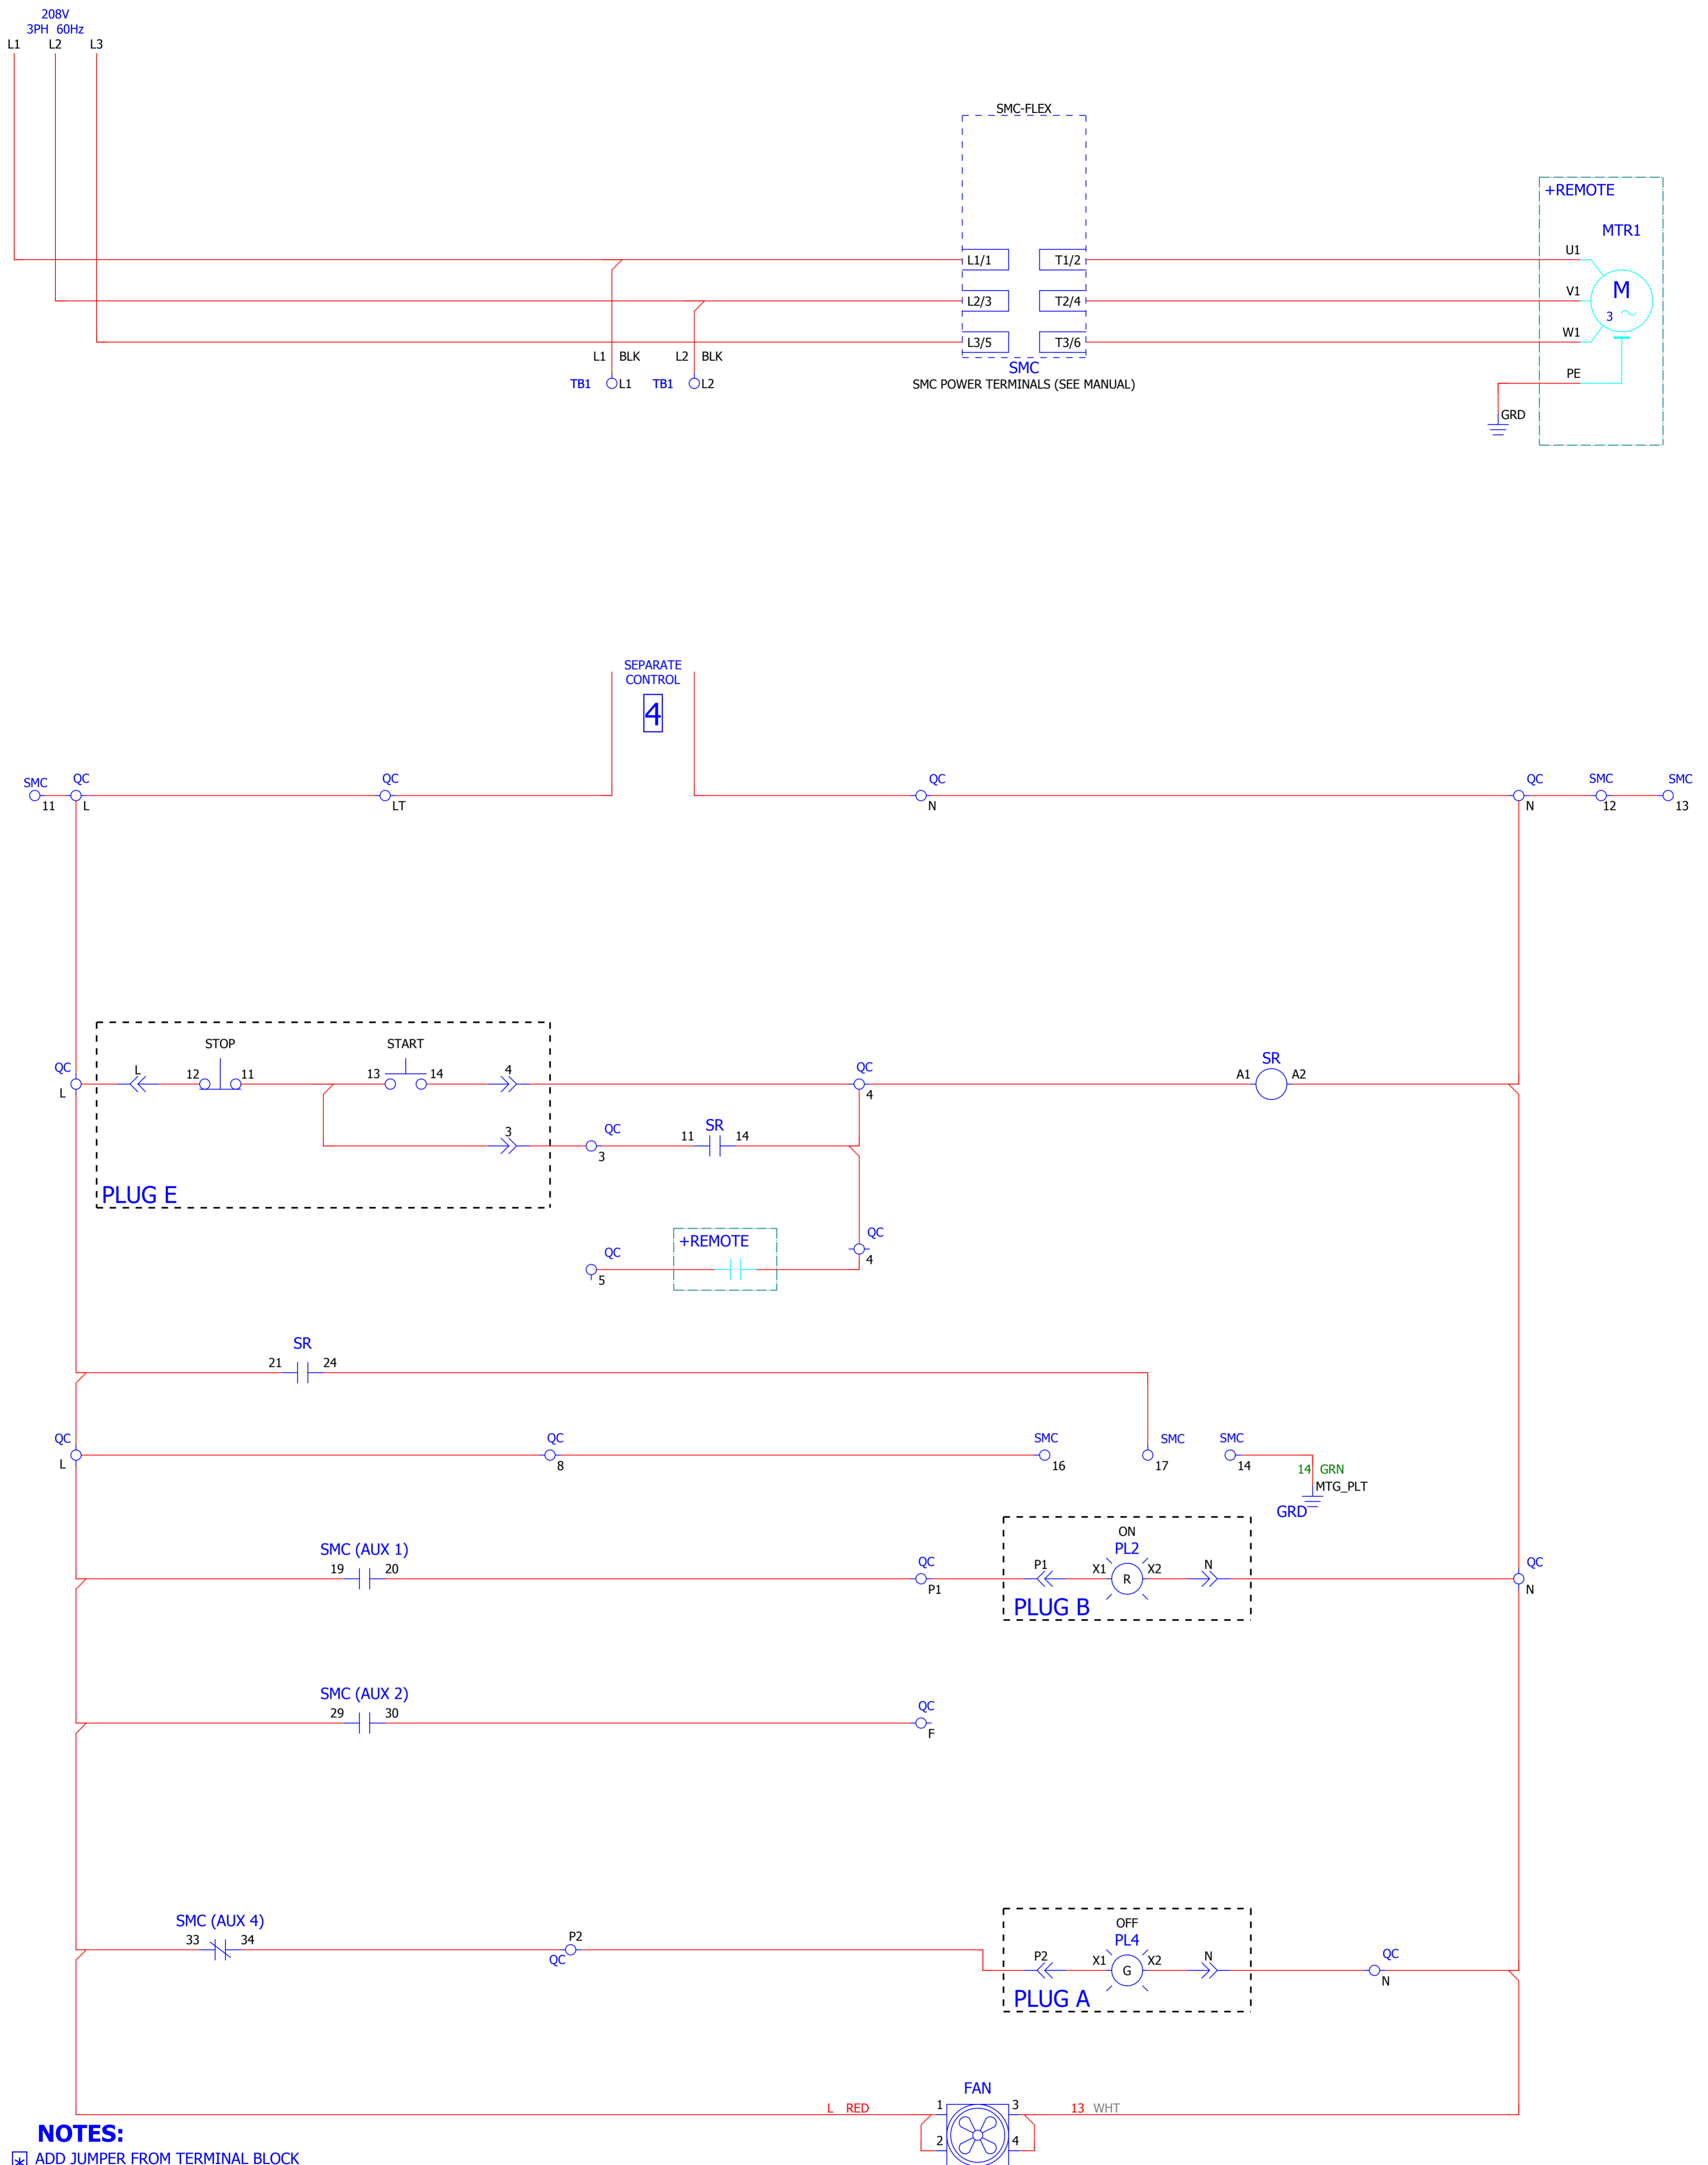 208V
3PH 60Hz
L1 L2 L3
SMC-FLEX
+REMOTE
MTR1
L1/1 T1/2 U1
M
3
L2/3 T2/4 V1
L3/5 T3/6 W1
L1 BLK L2 BLK
SMC
TB1 L1 TB1 L2
SMC POWER TERMINALS (SEE MANUAL)
PE
GRD
SEPARATE
CONTROL
4
SMC QC QC QC QC SMC SMC
11 L LT N N 12 13
STOP START
QC L 12 11 13 14 4 QC SR
A1 A2
L 4
3 QC 11 SR 14
3
PLUG E
+REMOTE
QC QC
5 4
SR
21 24
QC QC SMC SMC SMC
L 8 16 17 14
14 GRN
MTG_PLT
GRD
SMC (AUX 1)
19 20
ON
PL2
QC P1 X1 R X2 N QC
P1 N
PLUG B
SMC (AUX 2)
29 30 QC
F
SMC (AUX 4)
33 34 P2
QC
OFF
PL4
P2 X1 G X2 N QC
N
PLUG A
FAN
L RED 1 3 13 WHT
2 4
NOTES:
* ADD JUMPER FROM TERMINAL BLOCK